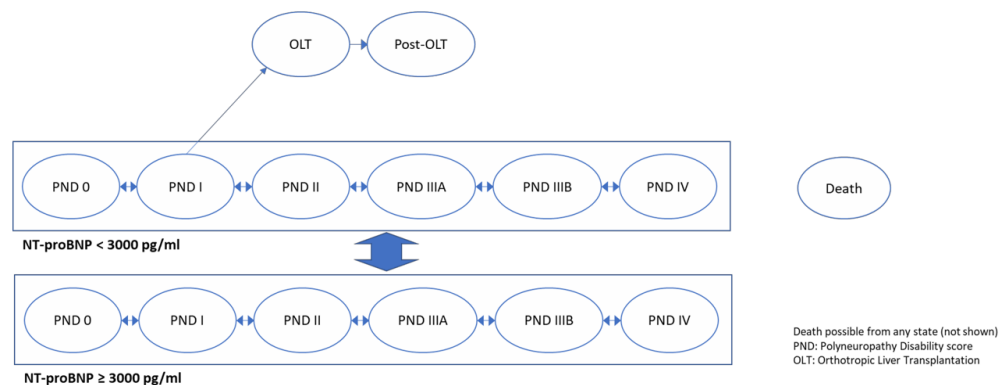 OLT
Post-OLT
PND 0
PND I
PND II
PND IIIA
PND IIIB
PND IV
Death
NT-proBNP < 3000 pg/ml
PND 0
PND I
PND II
PND IIIA
PND IIIB
PND IV
NT-proBNP ≥ 3000 pg/ml
Death possible from any state (not shown)
PND: Polyneuropathy Disability score
OLT: Orthotropic Liver Transplantation